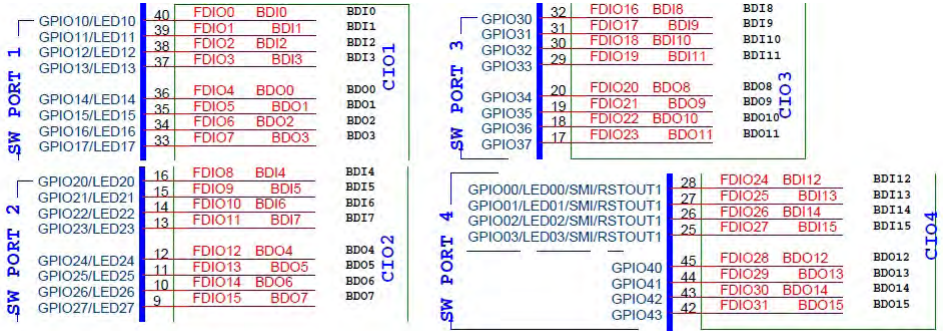 SW PORT 1
GPIO10/LED10 40 FDIO0 BDI0 BDI0
GPIO11/LED11 39 FDIO1 BDI1 BDI1
GPIO12/LED12 38 FDIO2 BDI2 BDI2
GPIO13/LED13 37 FDIO3 BDI3 BDI3
GPIO14/LED14 36 FDIO4 BDO0 BDO0
GPIO15/LED15 35 FDIO5 BDO1 BDO1
GPIO16/LED16 34 FDIO6 BDO2 BDO2
GPIO17/LED17 33 FDIO7 BDO3 BDO3
CIO1
SW PORT 2
GPIO20/LED20 16 FDIO8 BDI4 BDI4
GPIO21/LED21 15 FDIO9 BDI5 BDI5
GPIO22/LED22 14 FDIO10 BDI6 BDI6
GPIO23/LED23 13 FDIO11 BDI7 BDI7
GPIO24/LED24 12 FDIO12 BDO4 BDO4
GPIO25/LED25 11 FDIO13 BDO5 BDO5
GPIO26/LED26 10 FDIO14 BDO6 BDO6
GPIO27/LED27 9 FDIO15 BDO7 BDO7
CIO2
SW PORT 3
GPIO30 32 FDIO16 BDI8 BDI8
GPIO31 31 FDIO17 BDI9 BDI9
GPIO32 30 FDIO18 BDI10 BDI10
GPIO33 29 FDIO19 BDI11 BDI11
GPIO34 20 FDIO20 BDO8 BDO8
GPIO35 19 FDIO21 BDO9 BDO9
GPIO36 18 FDIO22 BDO10 BDO10
GPIO37 17 FDIO23 BDO11 BDO11
CIO3
SW PORT 4
GPIO00/LED00/SMI/RSTOUT1 28 FDIO24 BDI12 BDI12
GPIO01/LED01/SMI/RSTOUT1 27 FDIO25 BDI13 BDI13
GPIO02/LED02/SMI/RSTOUT1 26 FDIO26 BDI14 BDI14
GPIO03/LED03/SMI/RSTOUT1 25 FDIO27 BDI15 BDI15
GPIO40 45 FDIO28 BDO12 BDO12
GPIO41 44 FDIO29 BDO13 BDO13
GPIO42 43 FDIO30 BDO14 BDO14
GPIO43 42 FDIO31 BDO15 BDO15
CIO4